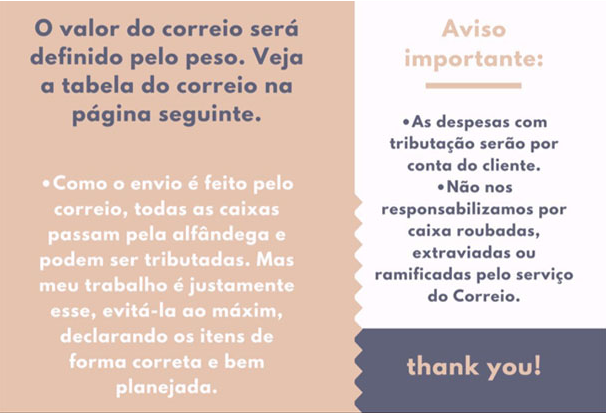 O valor do correio será
definido pelo peso. Veja
a tabela do correio na
página seguinte.
•Como o envio é feito pelo
correio, todas as caixas
passam pela alfândega e
podem ser tributadas. Mas
meu trabalho é justamente
esse, evitá-la ao máxim,
declarando os itens de
forma correta e bem
planejada.
Aviso
importante:
•As despesas com
tributação serão por
conta do cliente.
•Não nos
responsabilizamos por
caixa roubadas,
extraviadas ou
ramificadas pelo serviço
do Correio.
thank you!